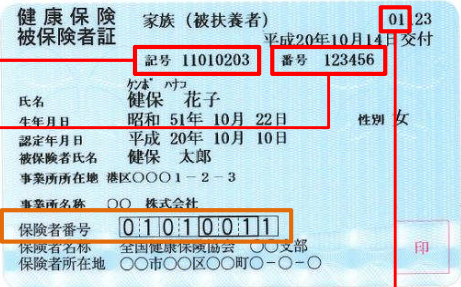 健康保険 家族（被扶養者） 01.23
被保険者証 平成20年10月14日交付
記号 11010203 番号 123456
ケンポ ハナコ
氏名 健保 花子
生年月日 昭和 51年 10月 22日 性別 女
認定年月日 平成 20年 10月 10日
被保険者氏名 健保 太郎
事業所所在地 港区〇〇〇1－2－3
事業所名称 〇〇 株式会社
保険者番号 01010011
保険者名称 全国健康保険協会 〇〇支部
保険者所在地 〇〇市〇〇区〇〇町〇－〇－〇
印